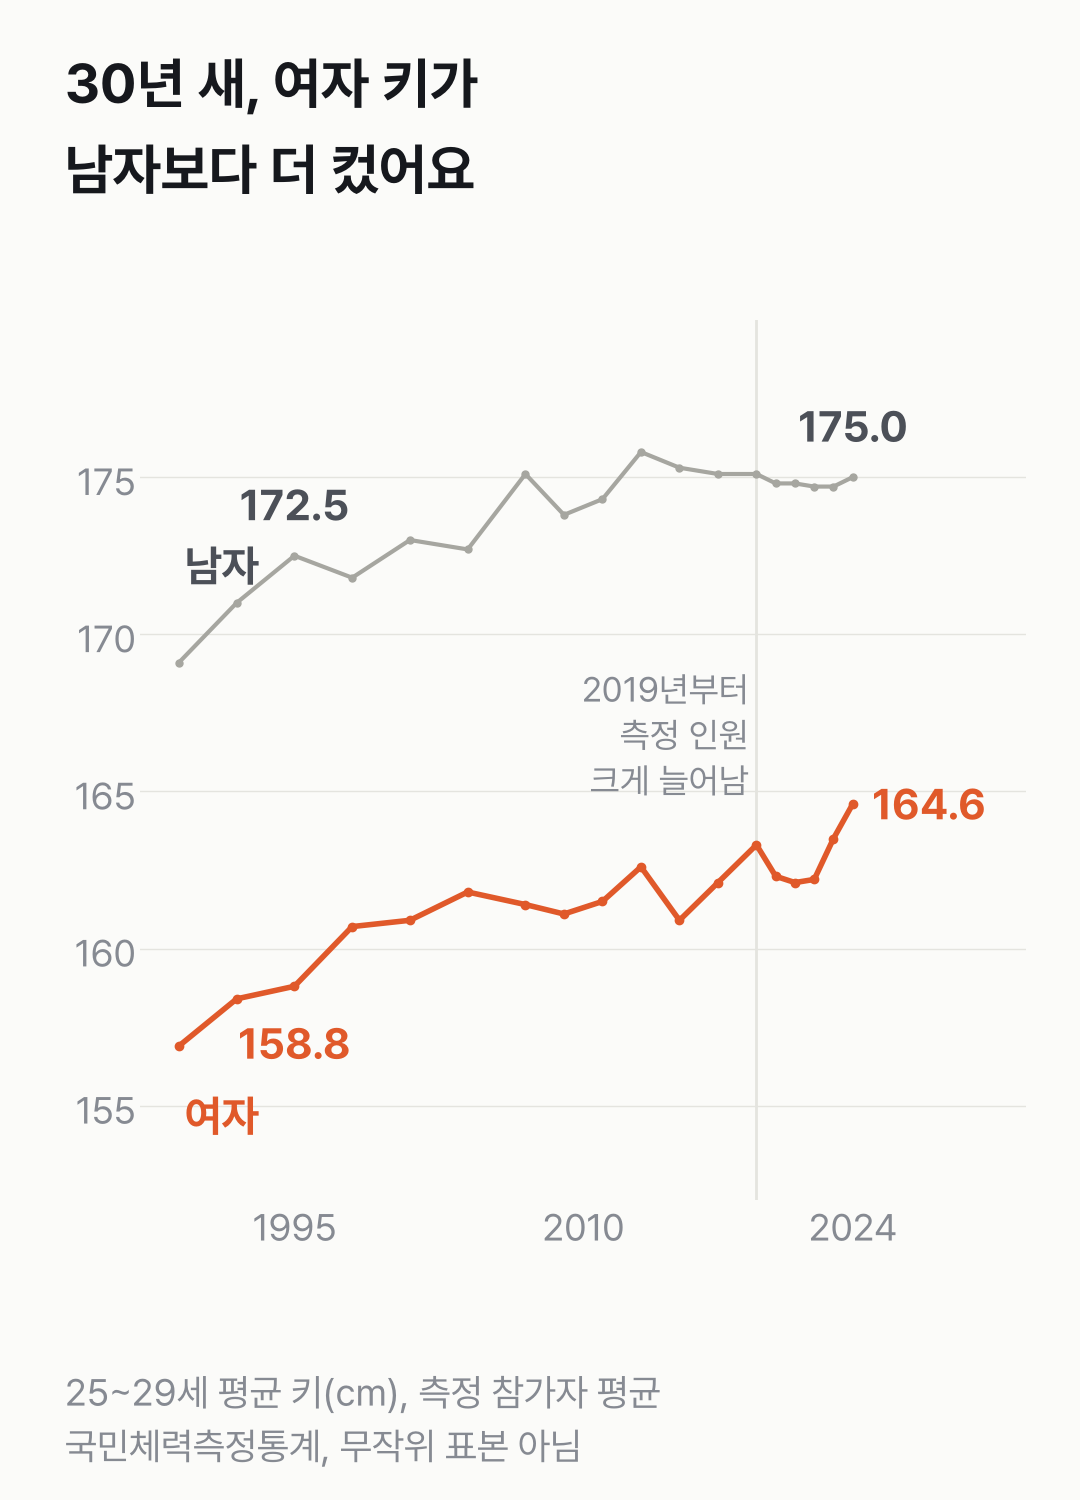 30년 새, 여자 키가
남자보다 더 컸어요
175.0
175
172.5
남자
170
2019년부터
측정 인원
크게 늘어남
165
164.6
160
158.8
155
여자
1995
2010
2024
25~29세 평균 키(cm), 측정 참가자 평균
국민체력측정통계, 무작위 표본 아님